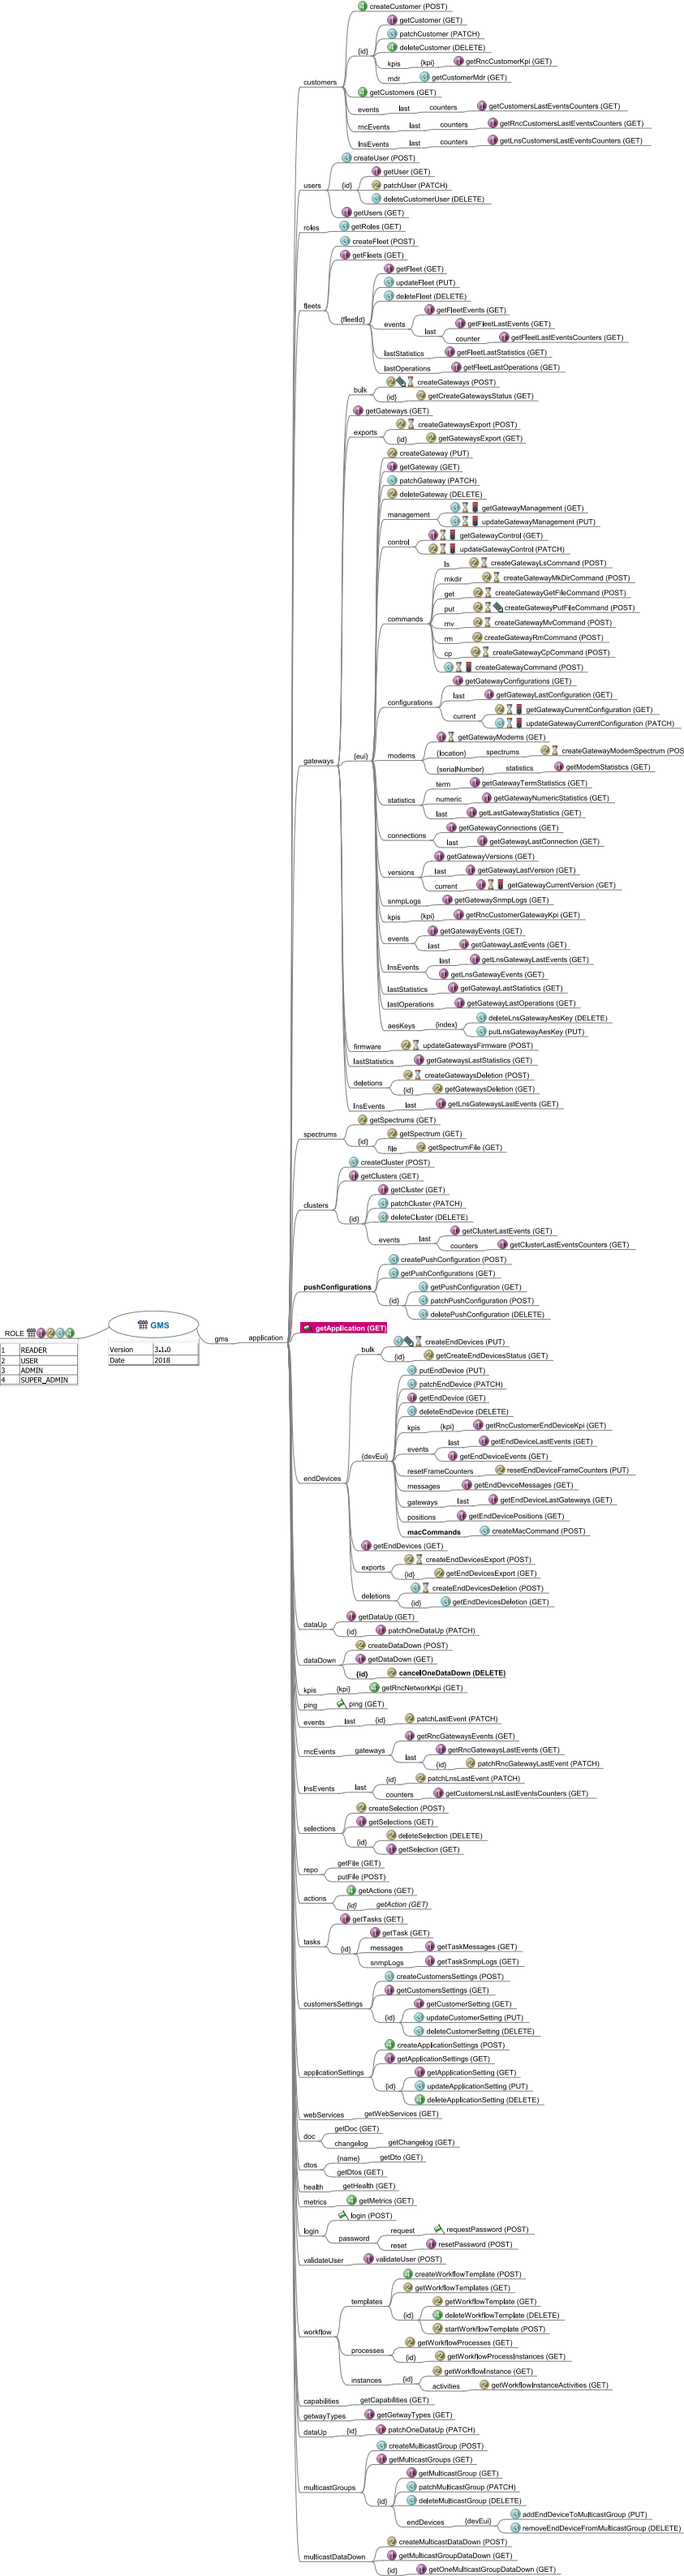 createCustomer (POST)
getCustomer (GET)
patchCustomer (PATCH)
{id} deleteCustomer (DELETE)
kpis {kpi} getRncCustomerKpi (GET)
mdr getCustomerMdr (GET)
customers
getCustomers (GET)
events last counters getCustomersLastEventsCounters (GET)
rncEvents last counters getRncCustomersLastEventsCounters (GET)
lnsEvents last counters getLnsCustomersLastEventsCounters (GET)
createUser (POST)
getUser (GET)
users {id} patchUser (PATCH)
deleteCustomerUser (DELETE)
getUsers (GET)
roles getRoles (GET)
createFleet (POST)
getFleets (GET)
getFleet (GET)
updateFleet (PUT)
deleteFleet (DELETE)
fleets
getFleetEvents (GET)
{fleetId} events getFleetLastEvents (GET)
last counter getFleetLastEventsCounters (GET)
lastStatistics getFleetLastStatistics (GET)
lastOperations getFleetLastOperations (GET)
bulk createGateways (POST)
{id} getCreateGatewaysStatus (GET)
getGateways (GET)
exports createGatewaysExport (POST)
{id} getGatewaysExport (GET)
createGateway (PUT)
getGateway (GET)
patchGateway (PATCH)
deleteGateway (DELETE)
management getGatewayManagement (GET)
updateGatewayManagement (PUT)
control getGatewayControl (GET)
updateGatewayControl (PATCH)
ls createGatewayLsCommand (POST)
mkdir createGatewayMkDirCommand (POST)
get createGatewayGetFileCommand (POST)
put createGatewayPutFileCommand (POST)
commands
mv createGatewayMvCommand (POST)
rm createGatewayRmCommand (POST)
cp createGatewayCpCommand (POST)
createGatewayCommand (POST)
getGatewayConfigurations (GET)
configurations last getGatewayLastConfiguration (GET)
current getGatewayCurrentConfiguration (GET)
updateGatewayCurrentConfiguration (PATCH)
getGatewayModems (GET)
gateways {eui} modems {location} spectrums createGatewayModemSpectrum (POS
{serialNumber} statistics getModemStatistics (GET)
term getGatewayTermStatistics (GET)
statistics numeric getGatewayNumericStatistics (GET)
last getLastGatewayStatistics (GET)
connections getGatewayConnections (GET)
last getGatewayLastConnection (GET)
getGatewayVersions (GET)
versions last getGatewayLastVersion (GET)
current getGatewayCurrentVersion (GET)
snmpLogs getGatewaySnmpLogs (GET)
kpis {kpi} getRncCustomerGatewayKpi (GET)
events getGatewayEvents (GET)
last getGatewayLastEvents (GET)
lnsEvents last getLnsGatewayLastEvents (GET)
getLnsGatewayEvents (GET)
lastStatistics getGatewayLastStatistics (GET)
lastOperations getGatewayLastOperations (GET)
aesKeys {index} deleteLnsGatewayAesKey (DELETE)
putLnsGatewayAesKey (PUT)
firmware updateGatewaysFirmware (POST)
lastStatistics getGatewaysLastStatistics (GET)
deletions createGatewaysDeletion (POST)
{id} getGatewaysDeletion (GET)
lnsEvents last getLnsGatewaysLastEvents (GET)
getSpectrums (GET)
spectrums {id} getSpectrum (GET)
file getSpectrumFile (GET)
createCluster (POST)
getClusters (GET)
getCluster (GET)
clusters patchCluster (PATCH)
{id} deleteCluster (DELETE)
events last getClusterLastEvents (GET)
counters getClusterLastEventsCounters (GET)
createPushConfiguration (POST)
getPushConfigurations (GET)
pushConfigurations getPushConfiguration (GET)
{id} patchPushConfiguration (POST)
deletePushConfiguration (DELETE)
getApplication (GET)
ROLE 1 2 3 4
GMS
gms application
1 READER
2 USER
3 ADMIN
4 SUPER_ADMIN
Version 3.1.0
Date 2018
bulk createEndDevices (PUT)
{id} getCreateEndDevicesStatus (GET)
putEndDevice (PUT)
patchEndDevice (PATCH)
getEndDevice (GET)
deleteEndDevice (DELETE)
kpis {kpi} getRncCustomerEndDeviceKpi (GET)
events last getEndDeviceLastEvents (GET)
getEndDeviceEvents (GET)
endDevices {devEui} resetFrameCounters resetEndDeviceFrameCounters (PUT)
messages getEndDeviceMessages (GET)
gateways last getEndDeviceLastGateways (GET)
positions getEndDevicePositions (GET)
macCommands createMacCommand (POST)
getEndDevices (GET)
exports createEndDevicesExport (POST)
{id} getEndDevicesExport (GET)
deletions createEndDevicesDeletion (POST)
{id} getEndDevicesDeletion (GET)
dataUp getDataUp (GET)
{id} patchOneDataUp (PATCH)
createDataDown (POST)
dataDown getDataDown (GET)
{id} cancelOneDataDown (DELETE)
kpis {kpi} getRncNetworkKpi (GET)
ping ping (GET)
events last {id} patchLastEvent (PATCH)
rncEvents gateways getRncGatewaysEvents (GET)
last getRncGatewaysLastEvents (GET)
{id} patchRncGatewayLastEvent (PATCH)
lnsEvents last {id} patchLnsLastEvent (PATCH)
counters getCustomersLnsLastEventsCounters (GET)
createSelection (POST)
getSelections (GET)
selections {id} deleteSelection (DELETE)
getSelection (GET)
repo getFile (GET)
putFile (POST)
actions getActions (GET)
{id} getAction (GET)
getTasks (GET)
tasks getTask (GET)
{id} messages getTaskMessages (GET)
snmpLogs getTaskSnmpLogs (GET)
createCustomersSettings (POST)
getCustomersSettings (GET)
customersSettings getCustomerSetting (GET)
{id} updateCustomerSetting (PUT)
deleteCustomerSetting (DELETE)
createApplicationSettings (POST)
getApplicationSettings (GET)
applicationSettings getApplicationSetting (GET)
{id} updateApplicationSetting (PUT)
deleteApplicationSetting (DELETE)
webServices getWebServices (GET)
doc getDoc (GET)
changelog getChangelog (GET)
dtos {name} getDto (GET)
getDtos (GET)
health getHealth (GET)
metrics getMetrics (GET)
login (POST)
login password request requestPassword (POST)
reset resetPassword (POST)
validateUser validateUser (POST)
createWorkflowTemplate (POST)
templates getWorkflowTemplates (GET)
getWorkflowTemplate (GET)
{id} deleteWorkflowTemplate (DELETE)
workflow startWorkflowTemplate (POST)
processes getWorkflowProcesses (GET)
{id} getWorkflowProcessInstances (GET)
instances {id} getWorkflowInstance (GET)
activities getWorkflowInstanceActivities (GET)
capabilities getCapabilities (GET)
getwayTypes getGetwayTypes (GET)
dataUp {id} patchOneDataUp (PATCH)
createMulticastGroup (POST)
getMulticastGroups (GET)
getMulticastGroup (GET)
multicastGroups patchMulticastGroup (PATCH)
{id} deleteMulticastGroup (DELETE)
endDevices {devEui} addEndDeviceToMulticastGroup (PUT)
removeEndDeviceFromMulticastGroup (DELETE)
createMulticastDataDown (POST)
multicastDataDown getMulticastGroupDataDown (GET)
{id} getOneMulticastGroupDataDown (GET)